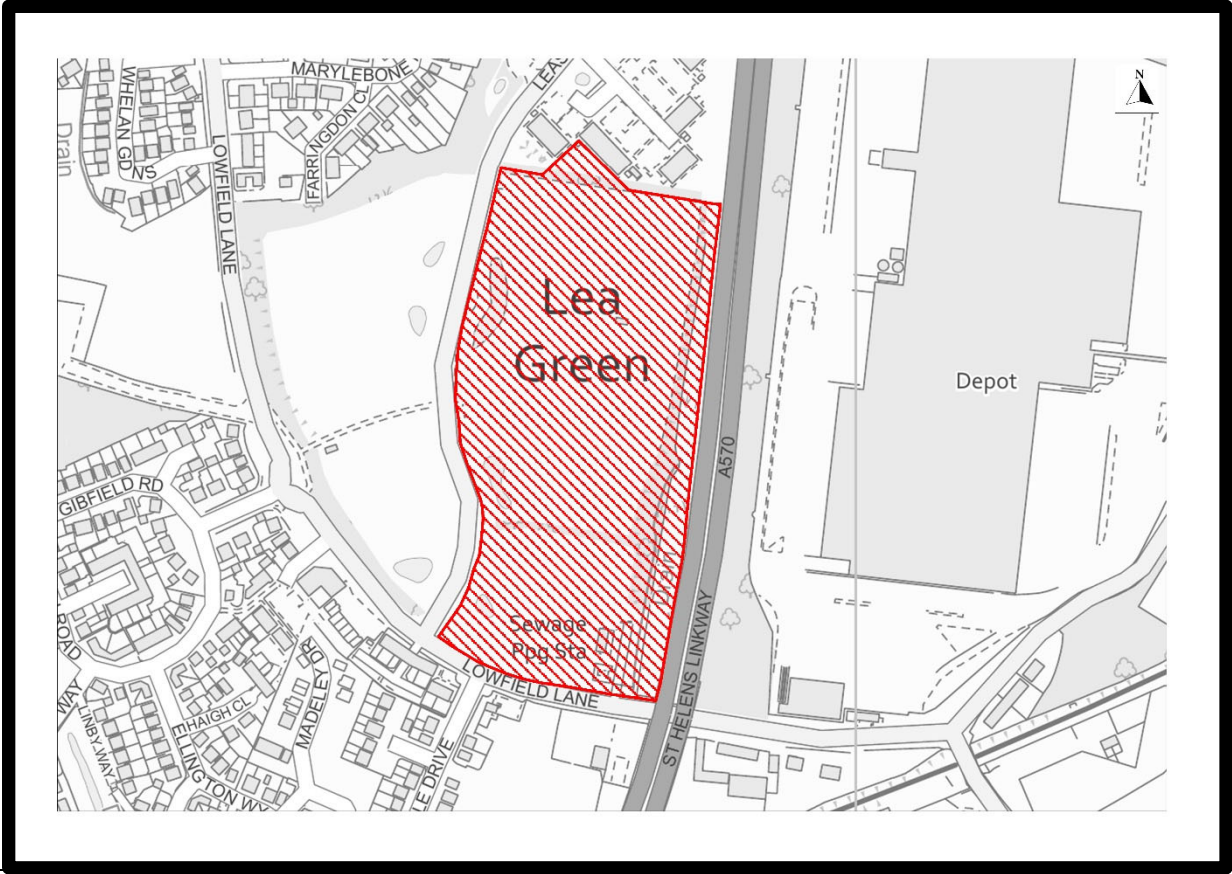 N
MARYLEBONE
LEAS
WHELAN GDNS
FARRINGDON CL
Drain
LOWFIELD LANE
Lea
Green
Depot
A570
GIBFIELD RD
Drain
Sewage
Ppg Sta
ROAD
LOWFIELD LANE
ST HELENS LINKWAY
MADELEY DR
HAIGH CL
WAY
LINBY WAY
ELLINGTON WY
LE DRIVE